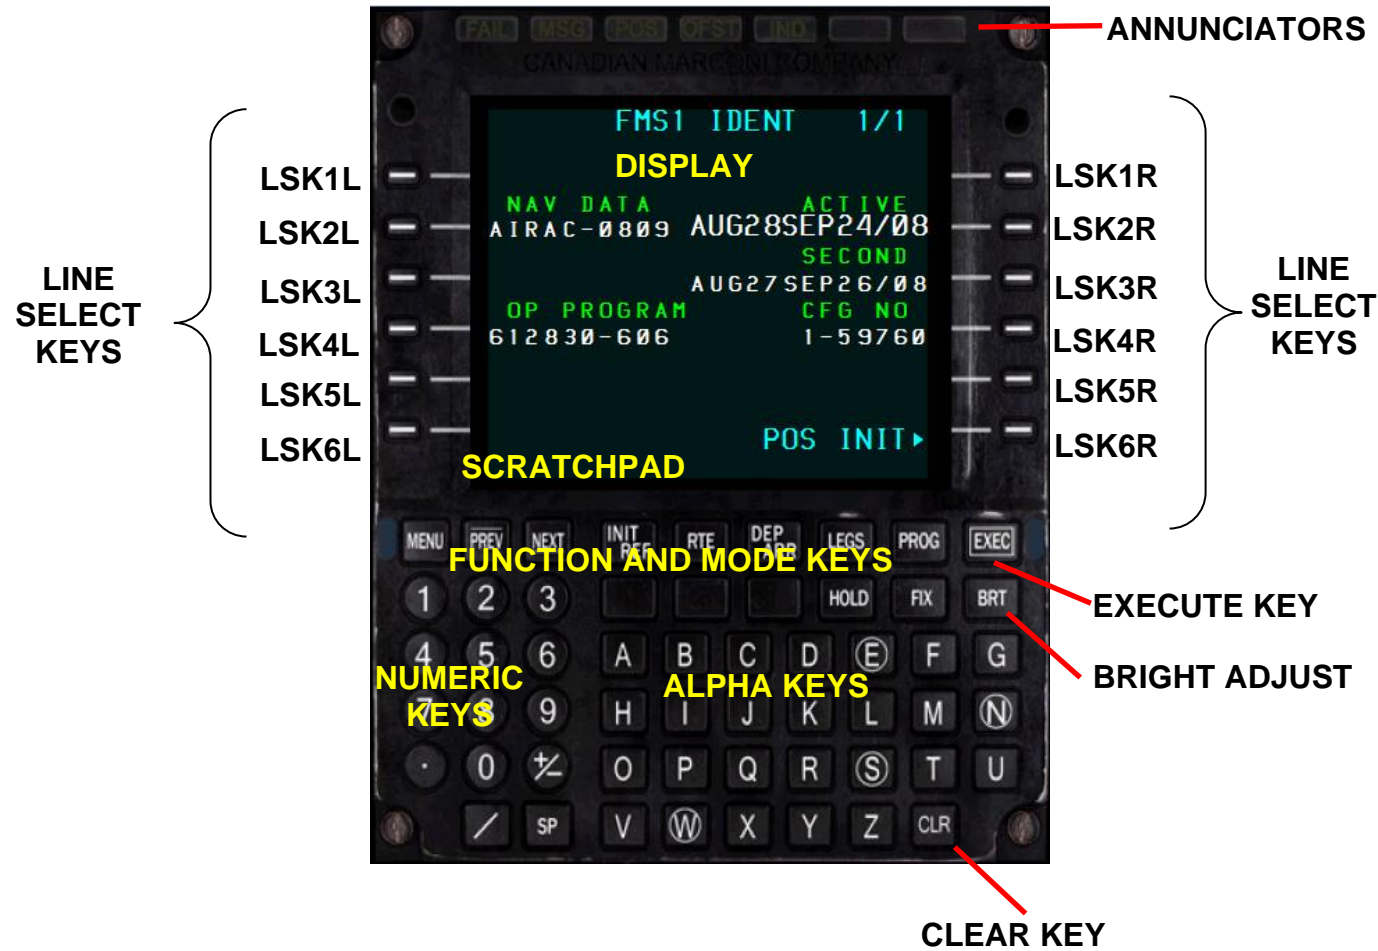 FAIL MSG POS OFST IND
ANNUNCIATORS
CANADIAN MARCONI COMPANY
FMS1 IDENT 1/1
DISPLAY
LSK1L
LSK1R
NAV DATA ACTIVE
AIRAC-0809 AUG28SEP24/08
LSK2L
LSK2R
SECOND
AUG27SEP26/08
LSK3L
LSK3R
LINE
SELECT
KEYS
LINE
SELECT
KEYS
OP PROGRAM CFG NO
612830-606 1-59760
LSK4L
LSK4R
LSK5L
LSK5R
POS INIT▸
LSK6L
LSK6R
SCRATCHPAD
MENU PREV NEXT INIT REF RTE DEP ARR LEGS PROG EXEC
FUNCTION AND MODE KEYS
1 2 3 HOLD FIX BRT
EXECUTE KEY
4 5 6 A B C D E F G
BRIGHT ADJUST
NUMERIC
KEYS
ALPHA KEYS
7 8 9 H I J K L M N
. 0 +/- O P Q R S T U
/ SP V W X Y Z CLR
CLEAR KEY